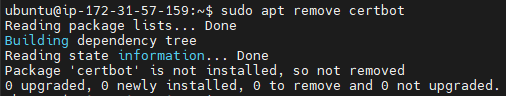 ubuntu@ip-172-31-57-159:~$ sudo apt remove certbot
Reading package lists... Done
Building dependency tree
Reading state information... Done
Package 'certbot' is not installed, so not removed
0 upgraded, 0 newly installed, 0 to remove and 0 not upgraded.